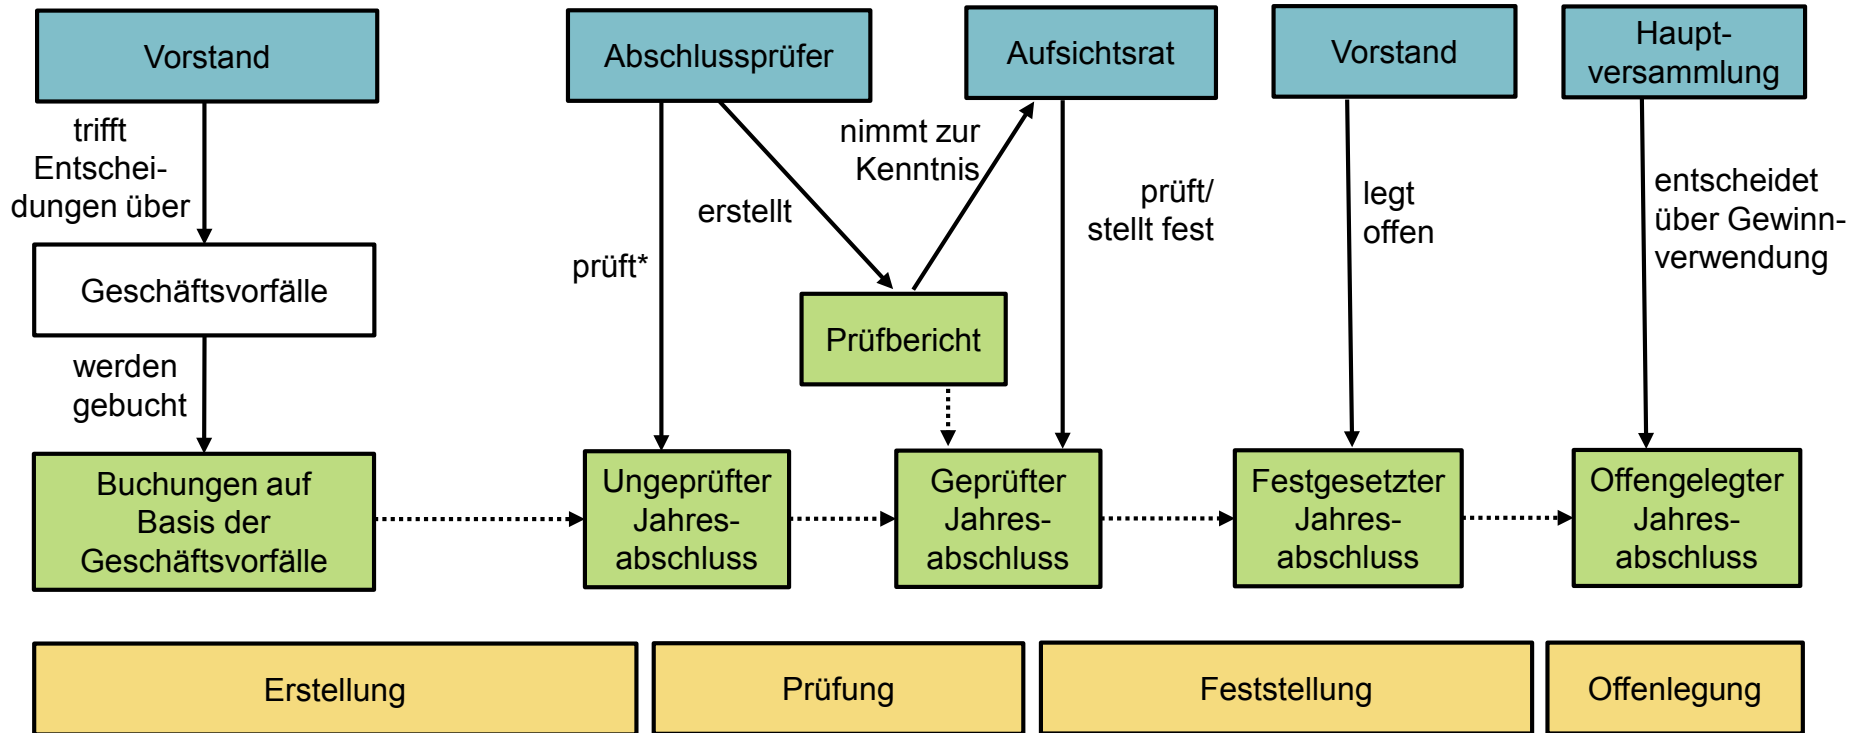 Vorstand
Abschlussprüfer
Aufsichtsrat
Vorstand
Haupt-
versammlung
trifft
Entschei-
dungen über
nimmt zur
Kenntnis
erstellt
prüft*
prüft/
stellt fest
legt
offen
entscheidet
über Gewinn-
verwendung
Geschäftsvorfälle
Prüfbericht
werden
gebucht
Buchungen auf
Basis der
Geschäftsvorfälle
Ungeprüfter
Jahres-
abschluss
Geprüfter
Jahres-
abschluss
Festgesetzter
Jahres-
abschluss
Offengelegter
Jahres-
abschluss
Erstellung
Prüfung
Feststellung
Offenlegung